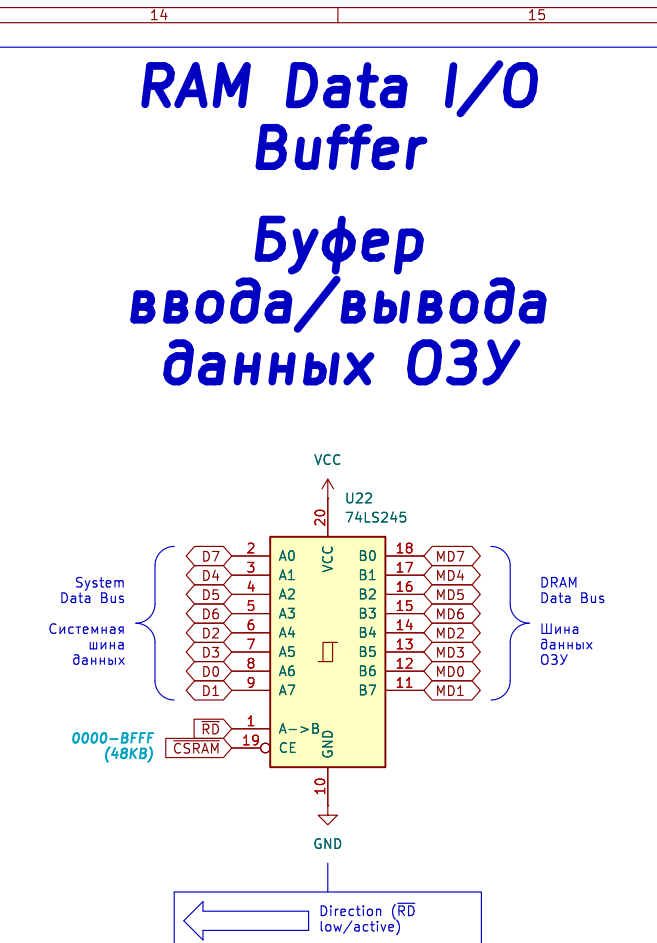 14 15
RAM Data I/O
Buffer
Буфер
ввода/вывода
данных ОЗУ
VCC
U22
74LS245
20
VCC
D7 2 A0 B0 18 MD7
D4 3 A1 B1 17 MD4
D5 4 A2 B2 16 MD5
D6 5 A3 B3 15 MD6
D2 6 A4 B4 14 MD2
D3 7 A5 B5 13 MD3
D0 8 A6 B6 12 MD0
D1 9 A7 B7 11 MD1
System
Data Bus
Системная
шина
данных
DRAM
Data Bus
Шина
данных
ОЗУ
RD 1 A->B
CSRAM 19 CE
0000-BFFF
(48KB)
GND
10
GND
Direction (RD
low/active)